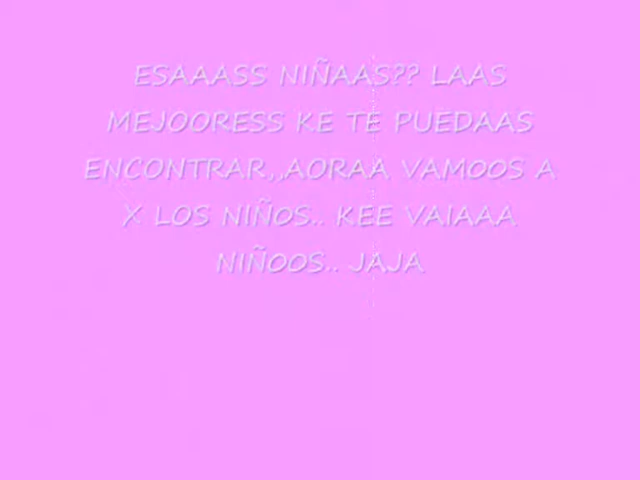 ESAAASS NIÑAAS?? LAAS
MEJOORESS KE TE PUEDAAS
ENCONTRAR,,AORAA VAMOOS A
X LOS NIÑOS.. KEE VAIAAA
NIÑOOS.. JAJA